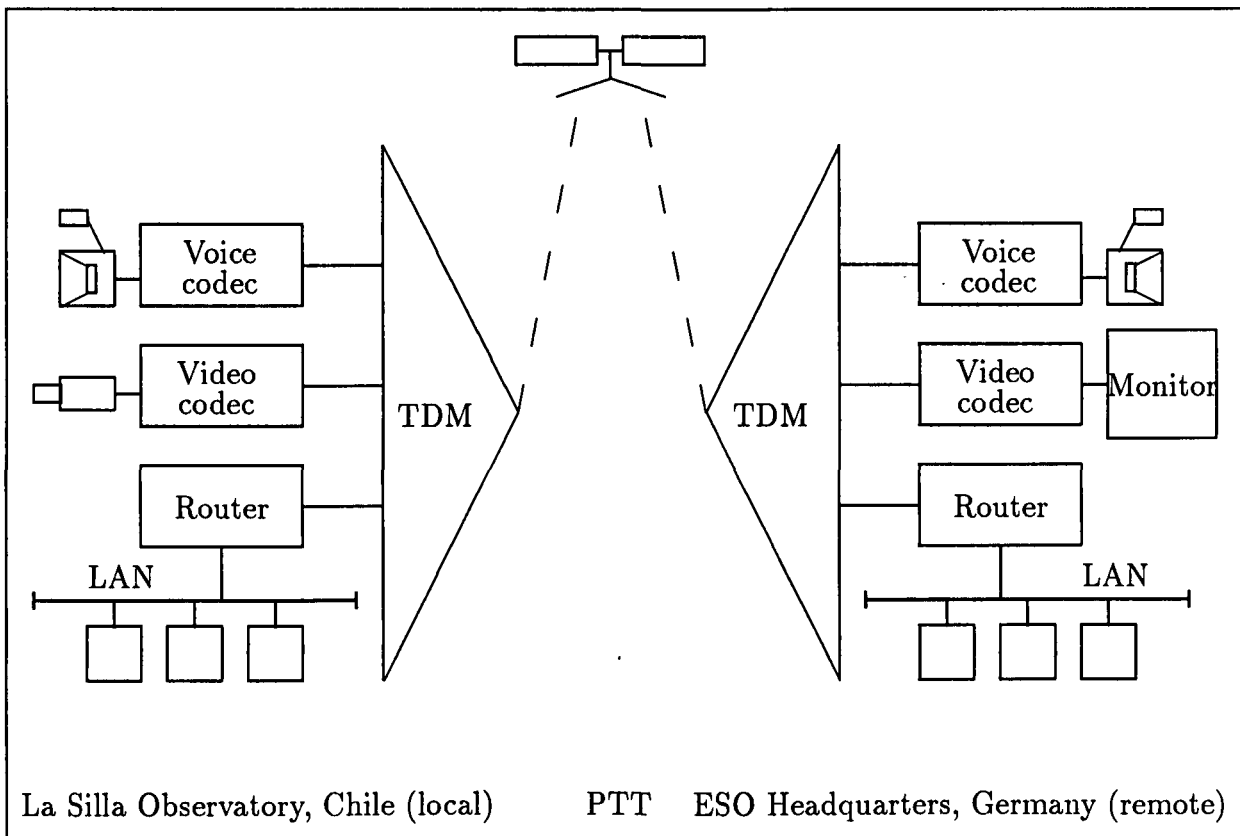 Voice
codec
Video
codec
TDM
Router
LAN
Voice
codec
Video
codec
Monitor
TDM
Router
LAN
La Silla Observatory, Chile (local)
PTT
ESO Headquarters, Germany (remote)